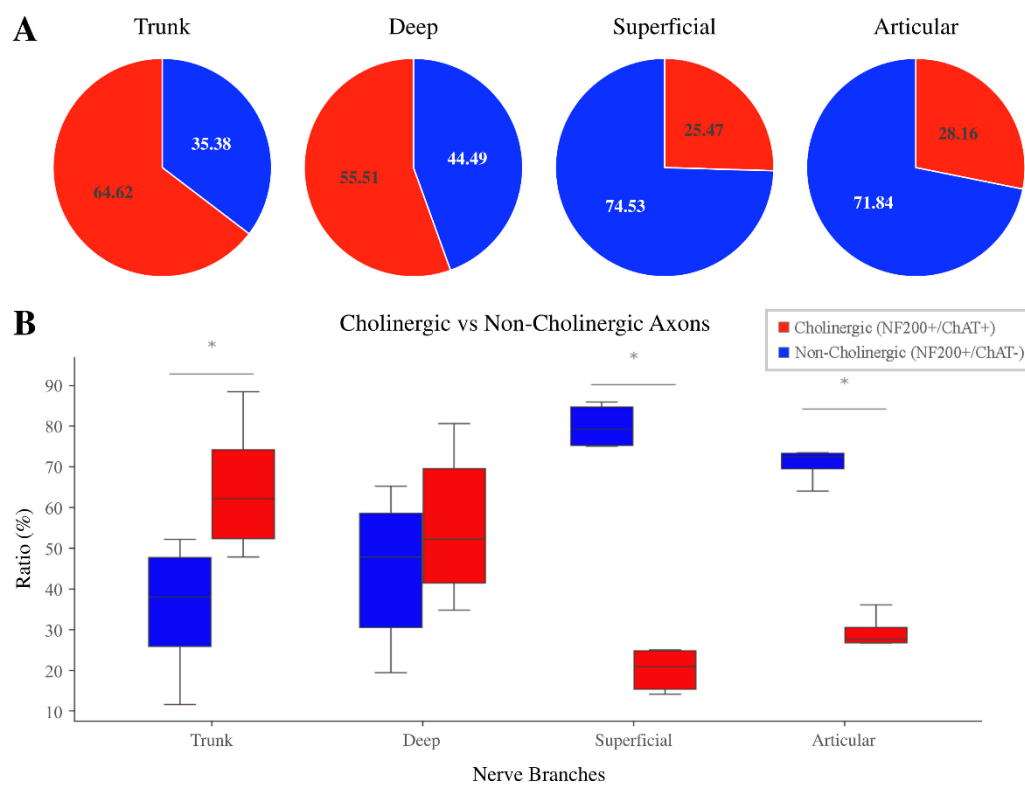 A
Trunk
Deep
Superficial
Articular
35.38
64.62
44.49
55.51
25.47
74.53
28.16
71.84
B
Cholinergic vs Non-Cholinergic Axons
Cholinergic (NF200+/ChAT+)
Non-Cholinergic (NF200+/ChAT-)
*
*
*
90
80
70
60
50
40
30
20
10
Ratio (%)
Trunk
Deep
Superficial
Articular
Nerve Branches